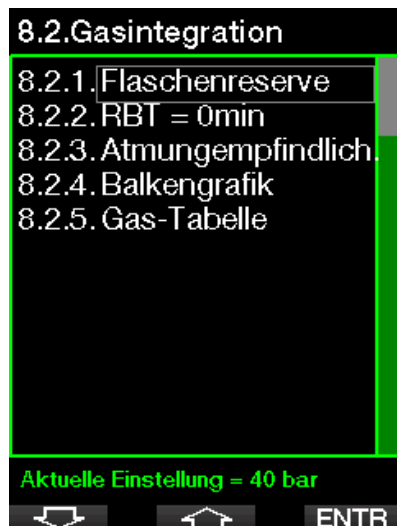 8.2.Gasintegration
8.2.1.Flaschenreserve
8.2.2.RBT = 0min
8.2.3.Atmungempfindlich.
8.2.4.Balkengrafik
8.2.5.Gas-Tabelle
Aktuelle Einstellung = 40 bar
ENTR